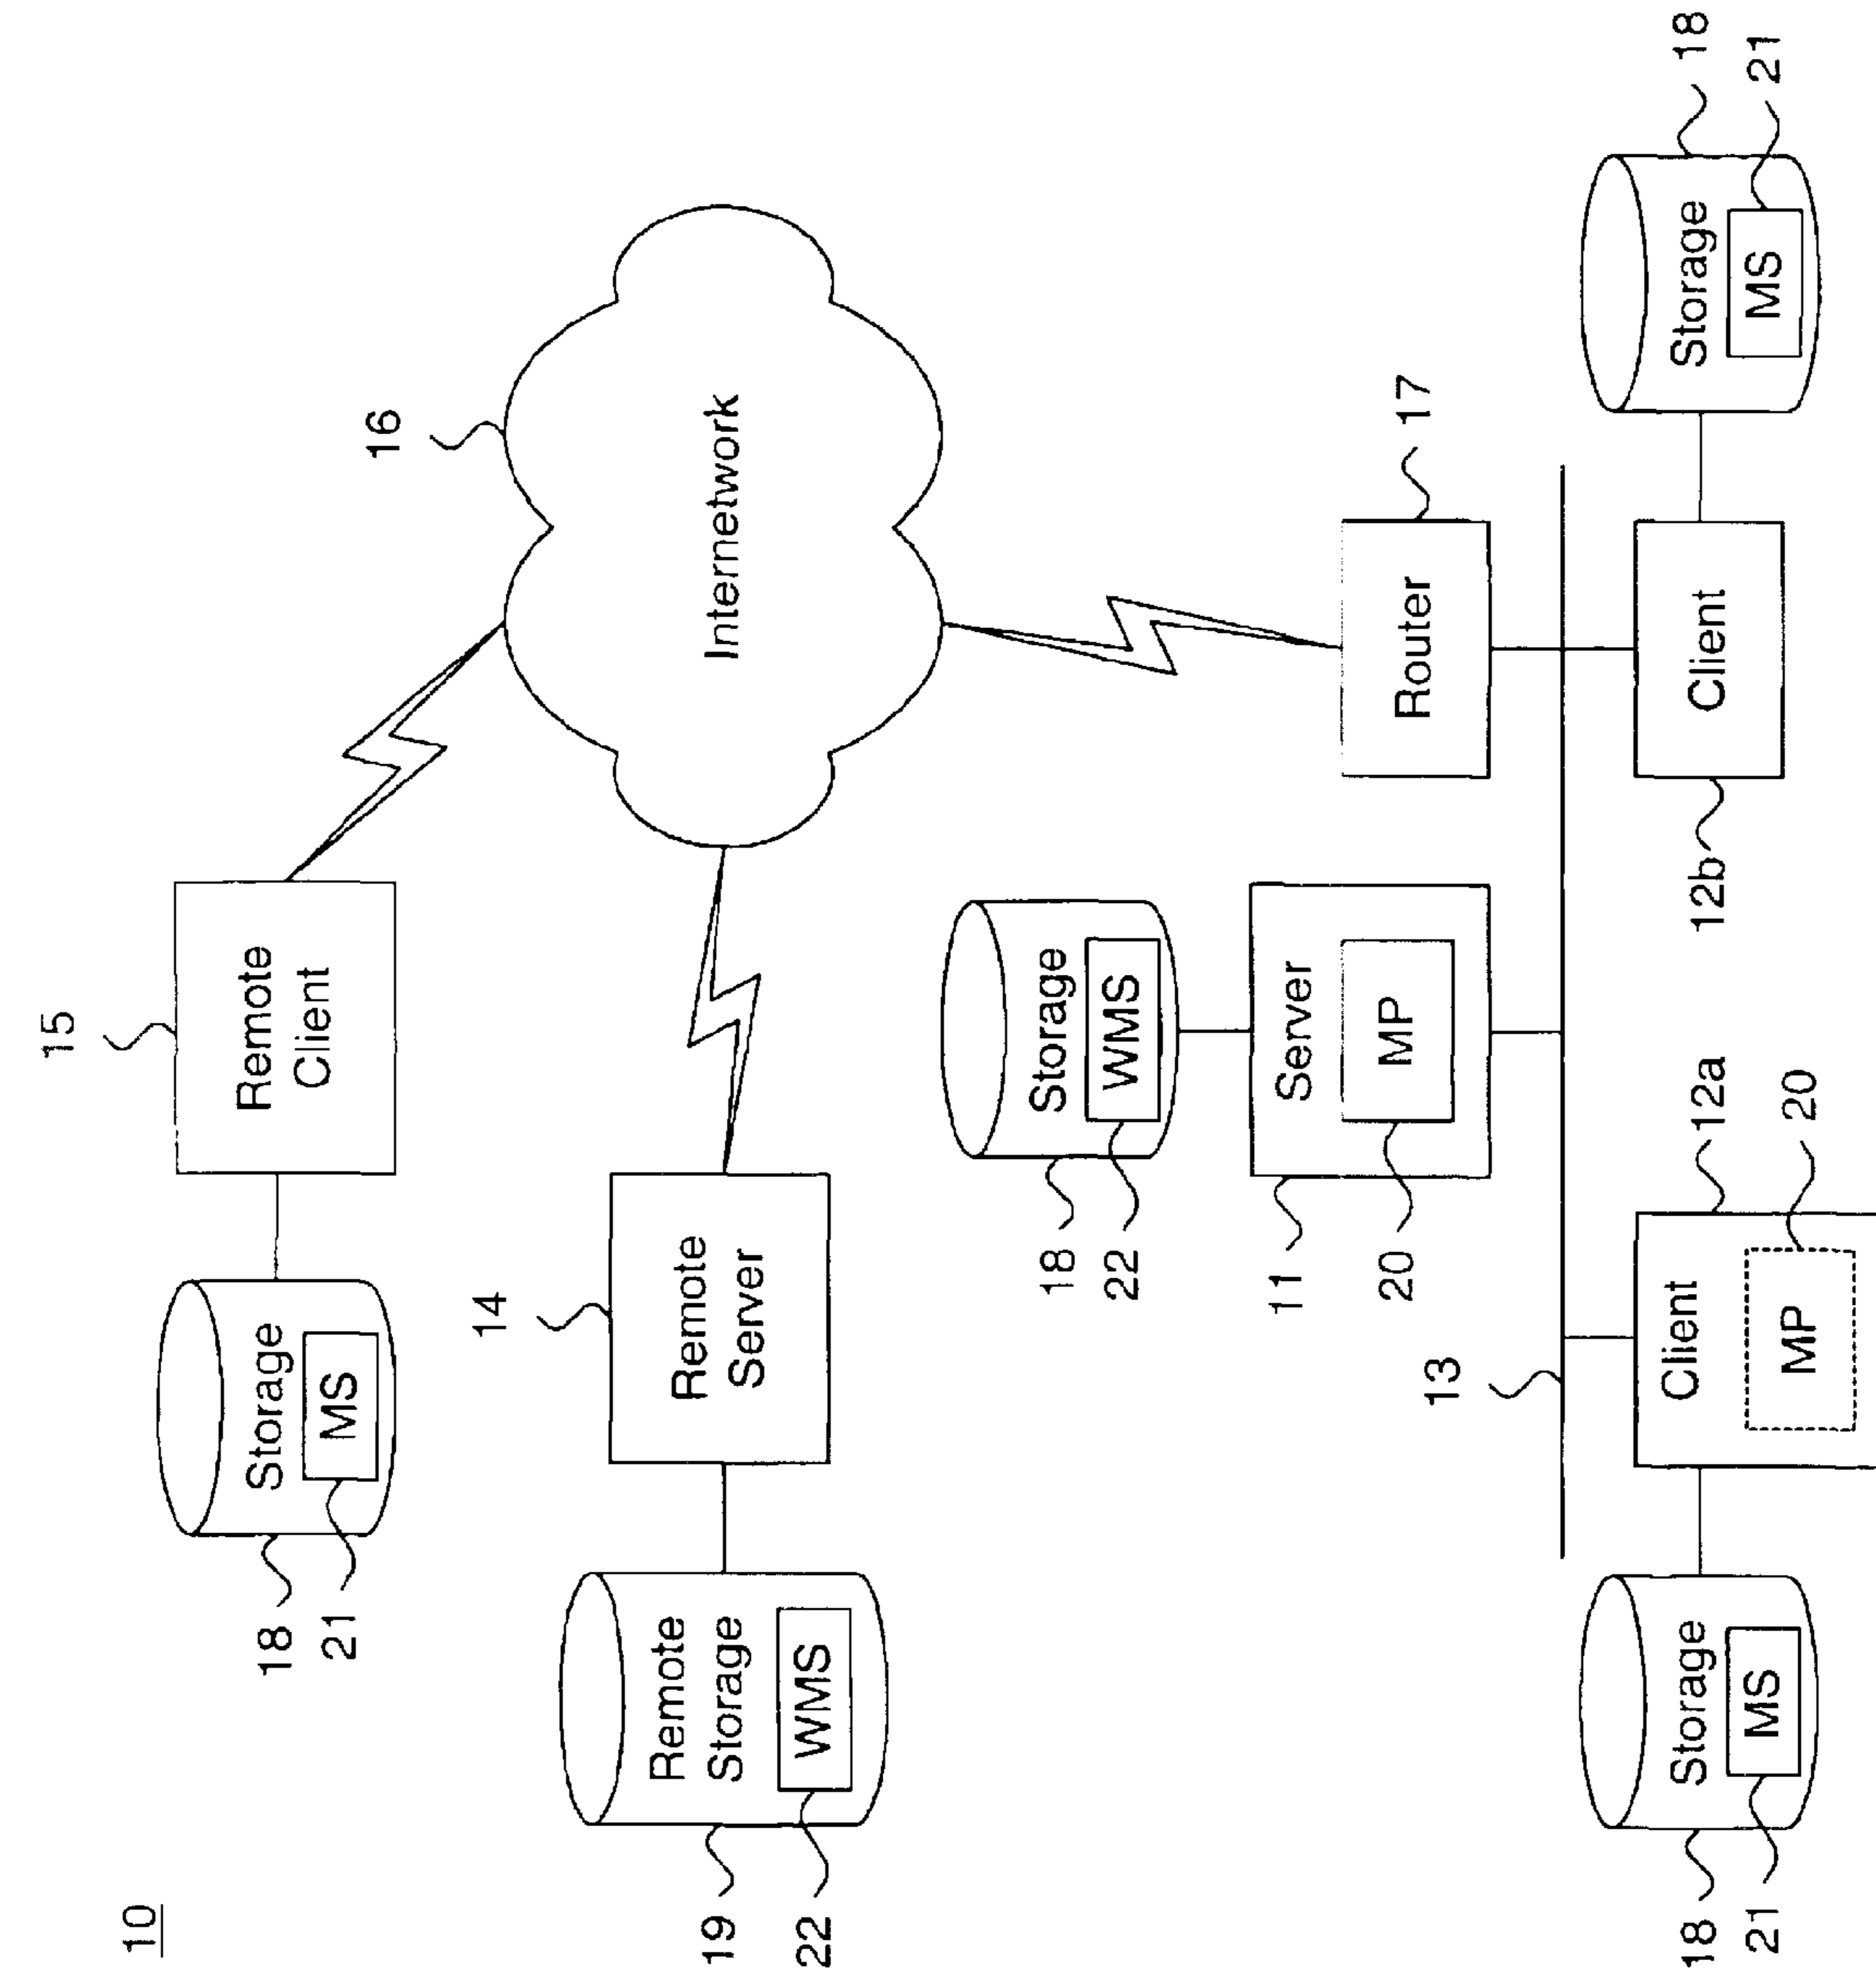 10
15
Remote
Client
Storage
MS
18
21
16
Internetwork
14
Remote
Server
Remote
Storage
WMS
19
22
Storage
WMS
18
22
Server
MP
11
20
Router
17
13
Client
MP
12a
20
Storage
MS
18
21
Client
12b
Storage
MS
18
21